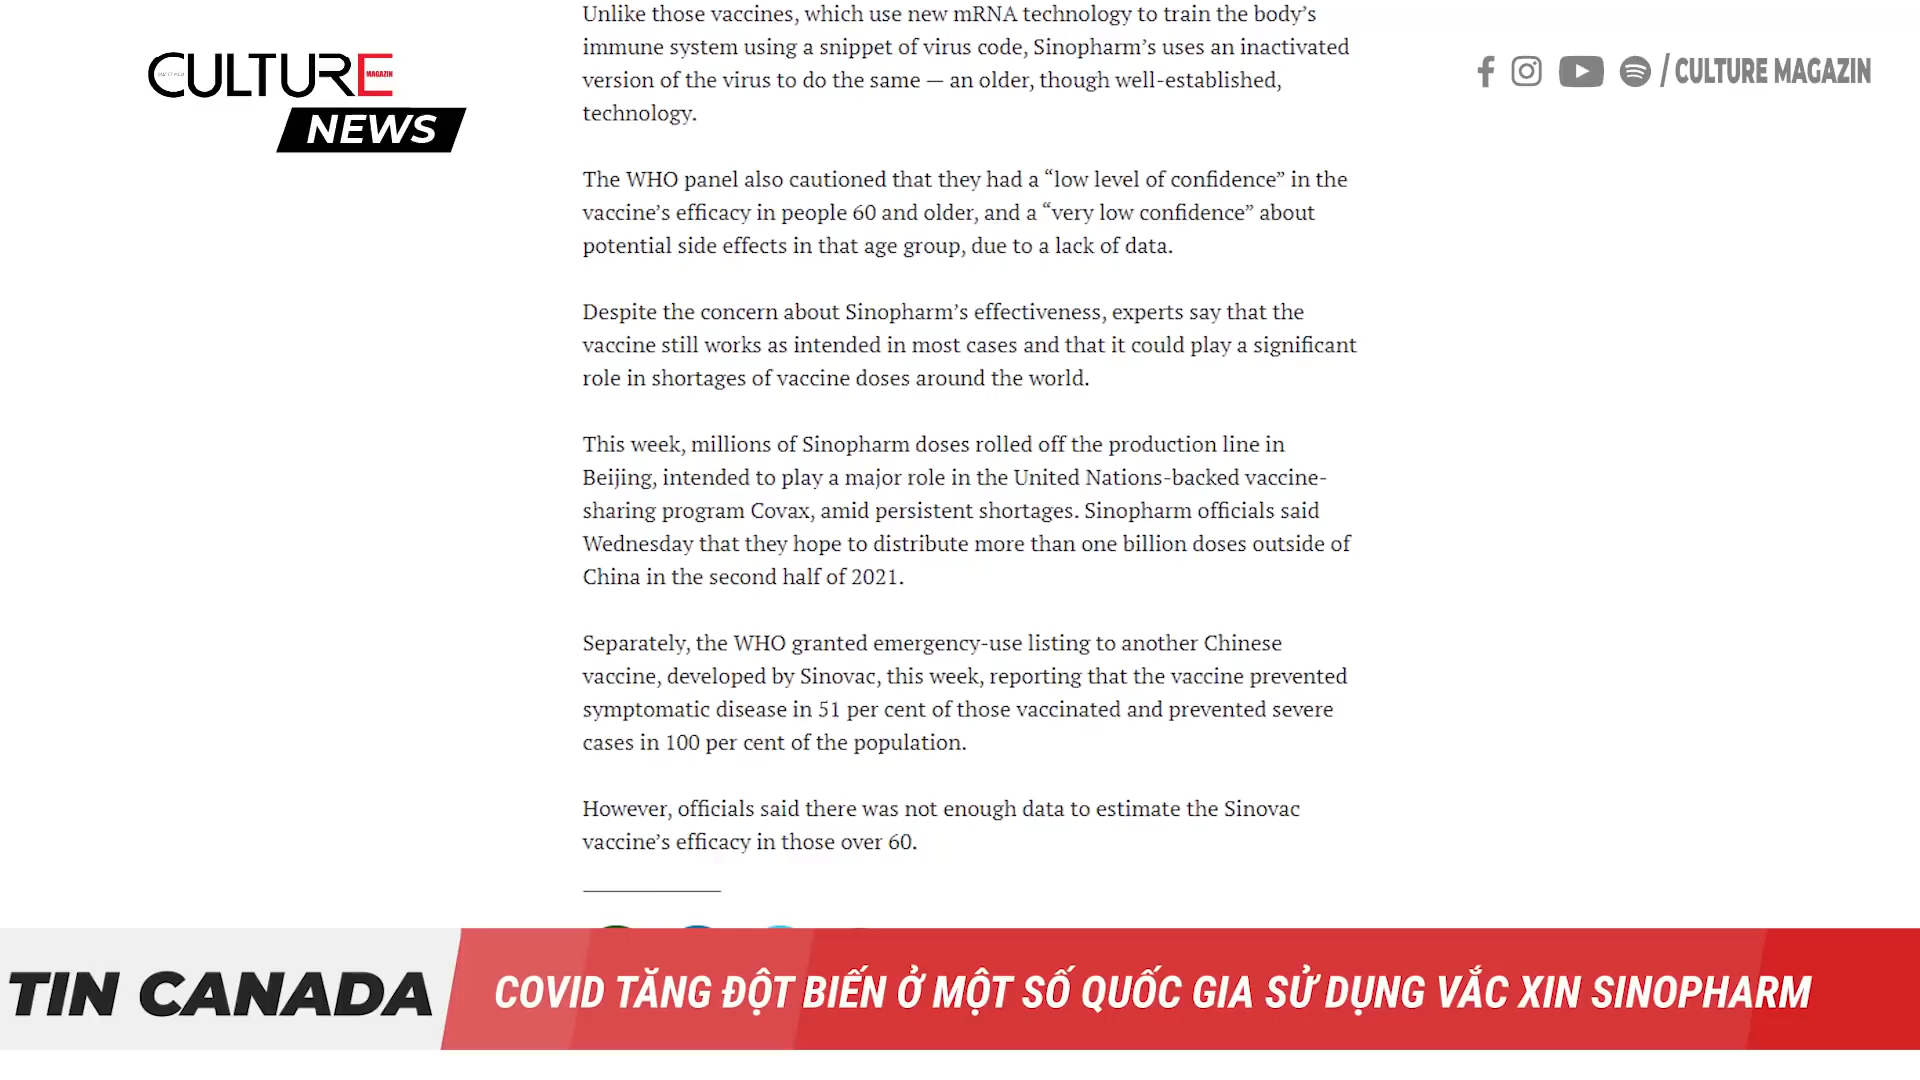 Unlike those vaccines, which use new mRNA technology to train the body’s
immune system using a snippet of virus code, Sinopharm’s uses an inactivated
version of the virus to do the same — an older, though well-established,
technology.
CULTURE
MAGAZIN
NEWS
/ CULTURE MAGAZIN
The WHO panel also cautioned that they had a “low level of confidence” in the
vaccine’s efficacy in people 60 and older, and a “very low confidence” about
potential side effects in that age group, due to a lack of data.
Despite the concern about Sinopharm’s effectiveness, experts say that the
vaccine still works as intended in most cases and that it could play a significant
role in shortages of vaccine doses around the world.
This week, millions of Sinopharm doses rolled off the production line in
Beijing, intended to play a major role in the United Nations-backed vaccine-
sharing program Covax, amid persistent shortages. Sinopharm officials said
Wednesday that they hope to distribute more than one billion doses outside of
China in the second half of 2021.
Separately, the WHO granted emergency-use listing to another Chinese
vaccine, developed by Sinovac, this week, reporting that the vaccine prevented
symptomatic disease in 51 per cent of those vaccinated and prevented severe
cases in 100 per cent of the population.
However, officials said there was not enough data to estimate the Sinovac
vaccine’s efficacy in those over 60.
TIN CANADA
COVID TĂNG ĐỘT BIẾN Ở MỘT SỐ QUỐC GIA SỬ DỤNG VẮC XIN SINOPHARM